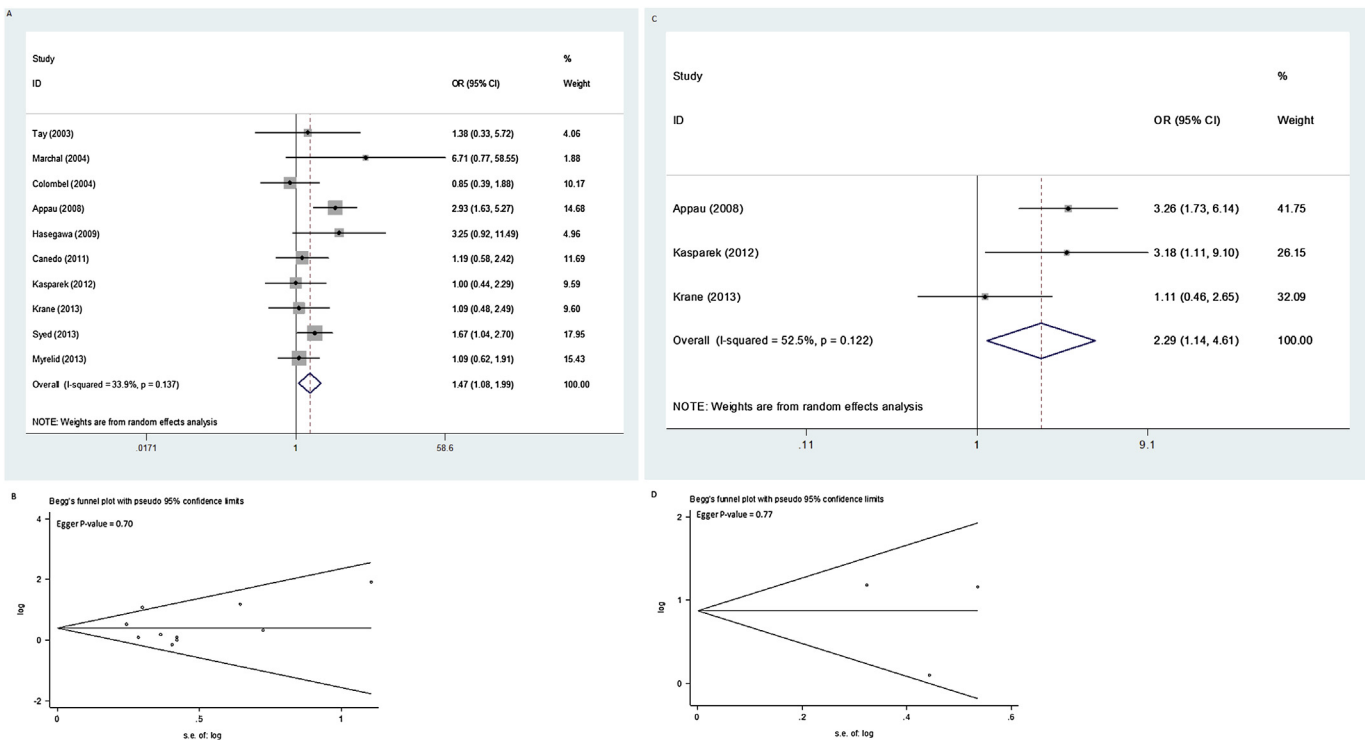 A
Study %
ID OR (95% CI) Weight
Tay (2003) 1.38 (0.33, 5.72) 4.06
Marchal (2004) 6.71 (0.77, 58.55) 1.88
Colombel (2004) 0.85 (0.39, 1.88) 10.17
Appau (2008) 2.93 (1.63, 5.27) 14.68
Hasegawa (2009) 3.25 (0.92, 11.49) 4.96
Canedo (2011) 1.19 (0.58, 2.42) 11.69
Kasparek (2012) 1.00 (0.44, 2.29) 9.59
Krane (2013) 1.09 (0.48, 2.49) 9.60
Syed (2013) 1.67 (1.04, 2.70) 17.95
Myrelid (2013) 1.09 (0.62, 1.91) 15.43
Overall (I-squared = 33.9%, p = 0.137) 1.47 (1.08, 1.99) 100.00
NOTE: Weights are from random effects analysis
.0171 1 58.6
B
Begg's funnel plot with pseudo 95% confidence limits
Egger P-value = 0.70
4
2
0
-2
log
0 .5 1
s.e. of: log
C
Study %
ID OR (95% CI) Weight
Appau (2008) 3.26 (1.73, 6.14) 41.75
Kasparek (2012) 3.18 (1.11, 9.10) 26.15
Krane (2013) 1.11 (0.46, 2.65) 32.09
Overall (I-squared = 52.5%, p = 0.122) 2.29 (1.14, 4.61) 100.00
NOTE: Weights are from random effects analysis
.11 1 9.1
D
Begg's funnel plot with pseudo 95% confidence limits
Egger P-value = 0.77
2
1
0
log
0 .2 .4 .6
s.e. of: log